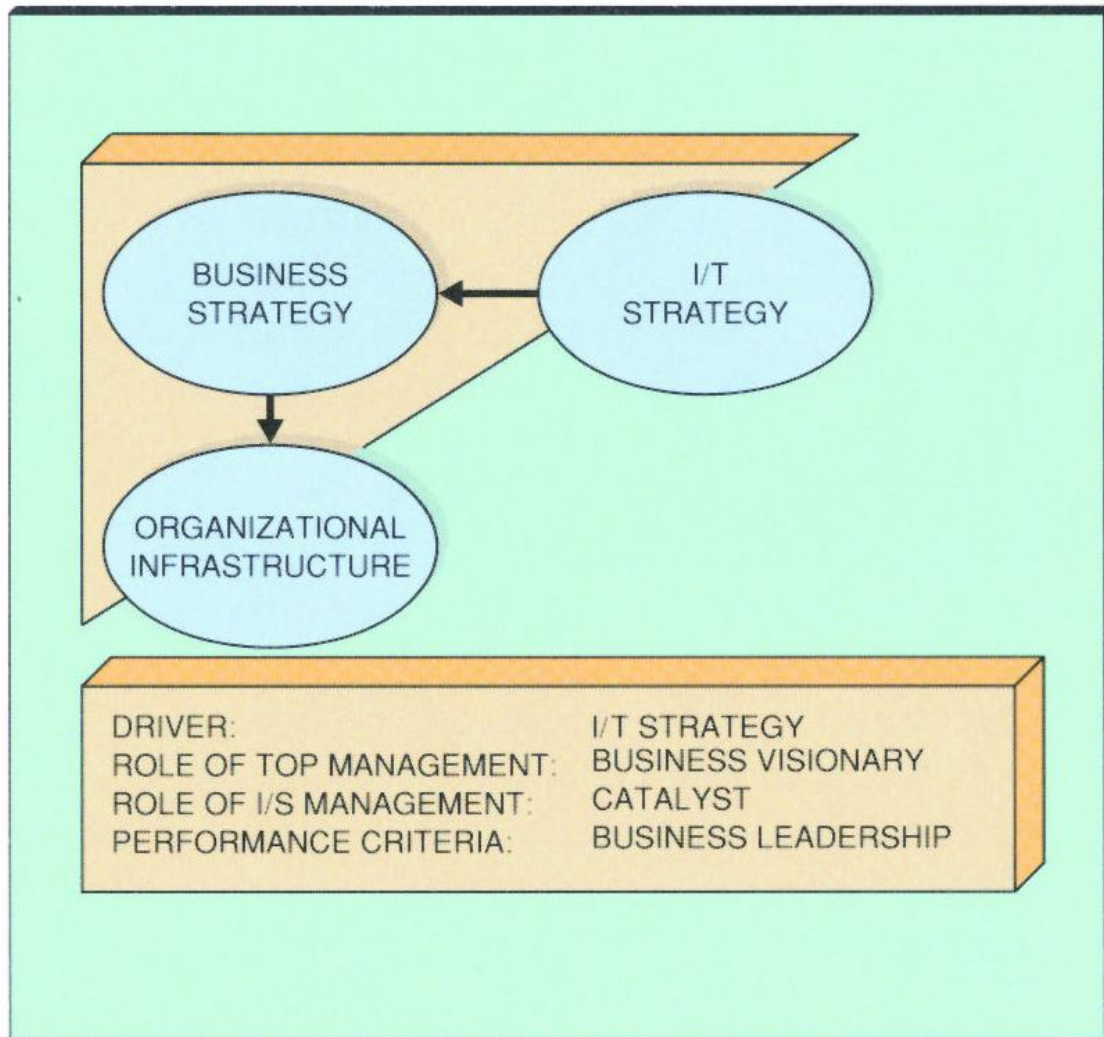 BUSINESS
STRATEGY
I/T
STRATEGY
ORGANIZATIONAL
INFRASTRUCTURE
DRIVER: I/T STRATEGY
ROLE OF TOP MANAGEMENT: BUSINESS VISIONARY
ROLE OF I/S MANAGEMENT: CATALYST
PERFORMANCE CRITERIA: BUSINESS LEADERSHIP